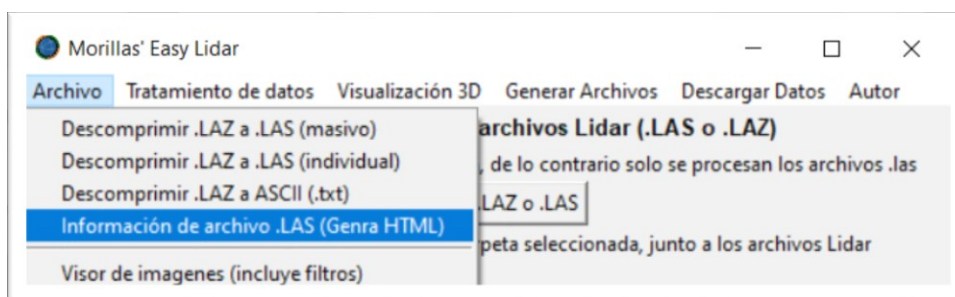 Morillas' Easy Lidar
Archivo Tratamiento de datos Visualización 3D Generar Archivos Descargar Datos Autor
Descomprimir .LAZ a .LAS (masivo)
archivos Lidar (.LAS o .LAZ)
Descomprimir .LAZ a .LAS (individual)
, de lo contrario solo se procesan los archivos .las
Descomprimir .LAZ a ASCII (.txt)
.LAZ o .LAS
Información de archivo .LAS (Genra HTML)
peta seleccionada, junto a los archivos Lidar
Visor de imagenes (incluye filtros)